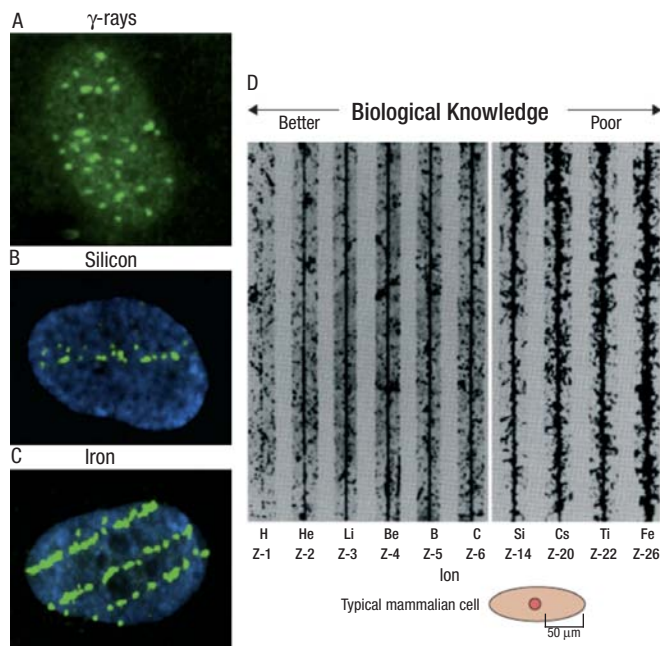 A
γ-rays
B
Silicon
C
Iron
D
Biological Knowledge
Better
Poor
H He Li Be B C Si Cs Ti Fe
Z-1 Z-2 Z-3 Z-4 Z-5 Z-6 Z-14 Z-20 Z-22 Z-26
Ion
Typical mammalian cell
50 μm